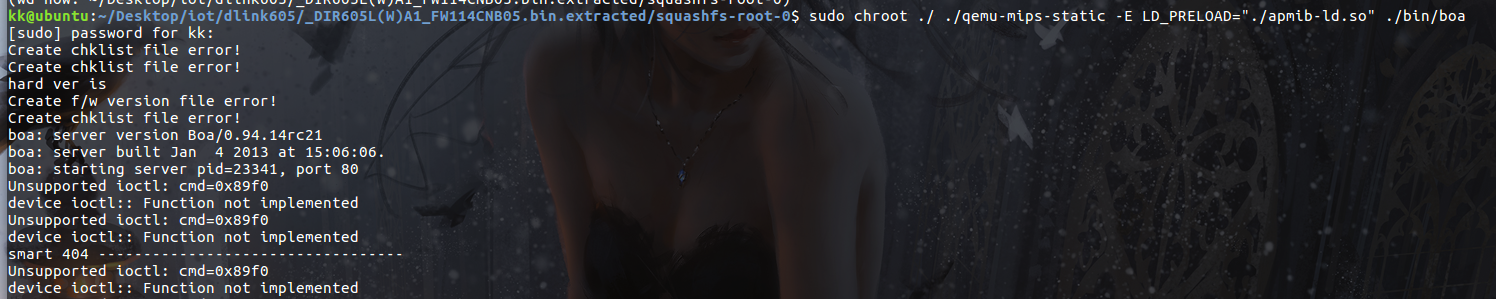 (wd now: ~/Desktop/iot/dlink605/_DIR605L(W)A1_FW114CNB05.bin.extracted/squashfs-root-0)
kk@ubuntu:~/Desktop/iot/dlink605/_DIR605L(W)A1_FW114CNB05.bin.extracted/squashfs-root-0$ sudo chroot ./ ./qemu-mips-static -E LD_PRELOAD="./apmib-ld.so" ./bin/boa
[sudo] password for kk:
Create chklist file error!
Create chklist file error!
hard ver is
Create f/w version file error!
Create chklist file error!
boa: server version Boa/0.94.14rc21
boa: server built Jan  4 2013 at 15:06:06.
boa: starting server pid=23341, port 80
Unsupported ioctl: cmd=0x89f0
device ioctl:: Function not implemented
Unsupported ioctl: cmd=0x89f0
device ioctl:: Function not implemented
smart 404 ---------------------------------
Unsupported ioctl: cmd=0x89f0
device ioctl:: Function not implemented